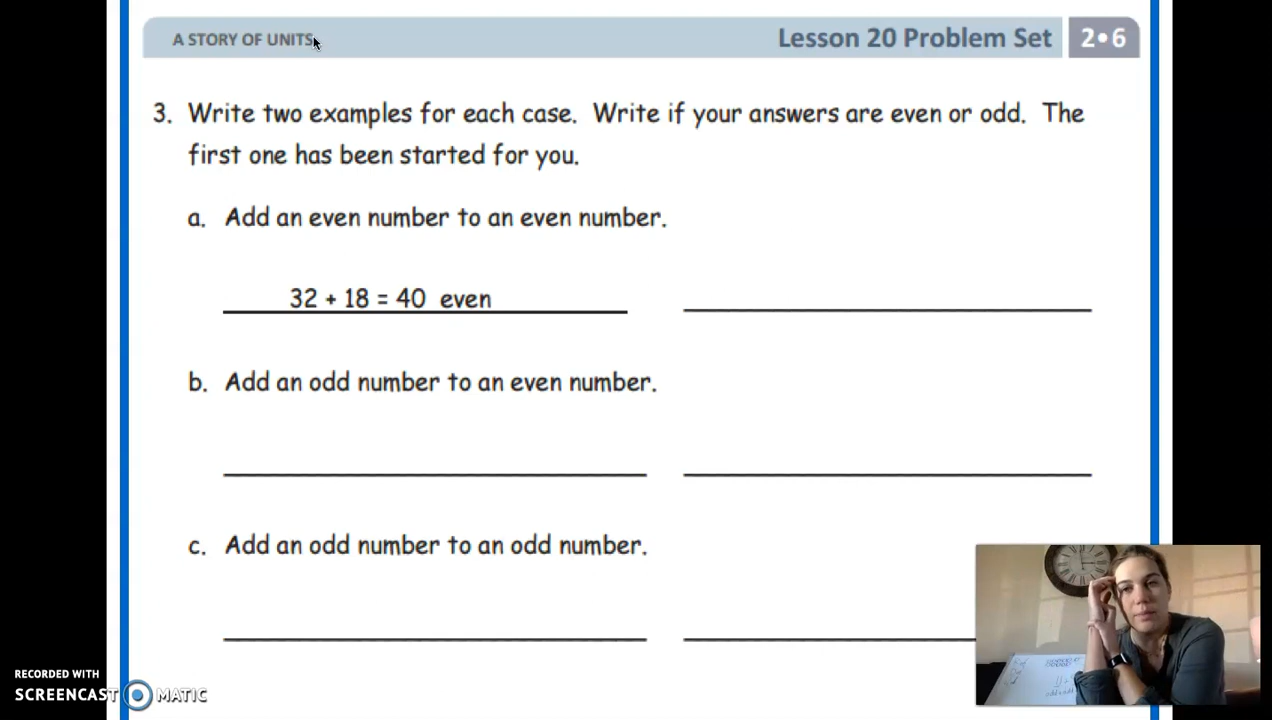 A STORY OF UNITS
Lesson 20 Problem Set 2•6
3. Write two examples for each case. Write if your answers are even or odd. The
first one has been started for you.
a. Add an even number to an even number.
32 + 18 = 40 even
b. Add an odd number to an even number.
c. Add an odd number to an odd number.
RECORDED WITH
SCREENCAST MATIC